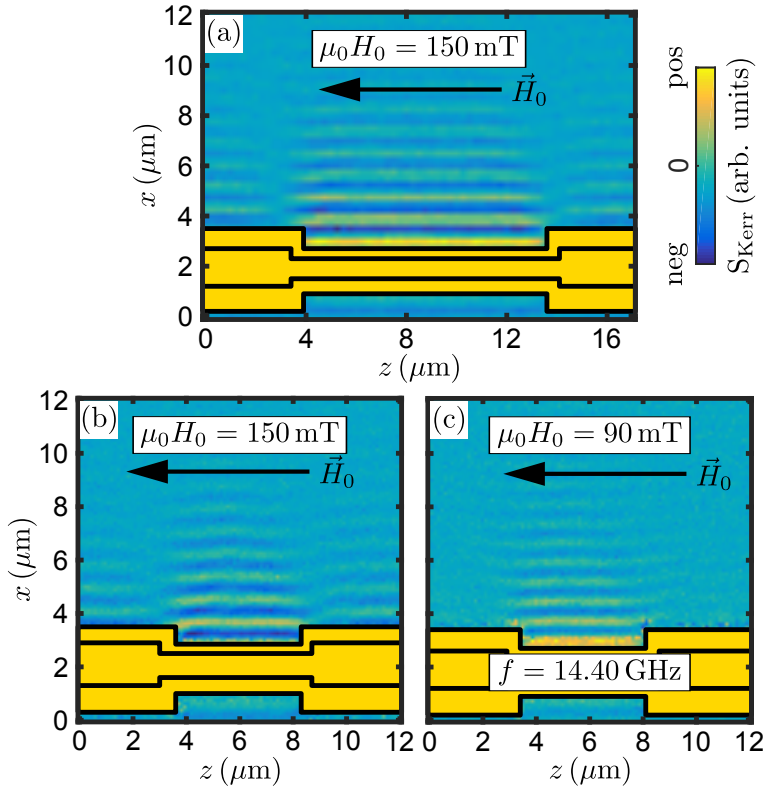 (a)
μ₀H₀ = 150 mT
H⃗₀
x (μm)
12
10
8
6
4
2
0
0
4
8
12
16
z (μm)
pos
0
neg
S_Kerr (arb. units)
(b)
μ₀H₀ = 150 mT
H⃗₀
x (μm)
12
10
8
6
4
2
0
0
2
4
6
8
10
12
z (μm)
(c)
μ₀H₀ = 90 mT
H⃗₀
f = 14.40 GHz
0
2
4
6
8
10
12
z (μm)